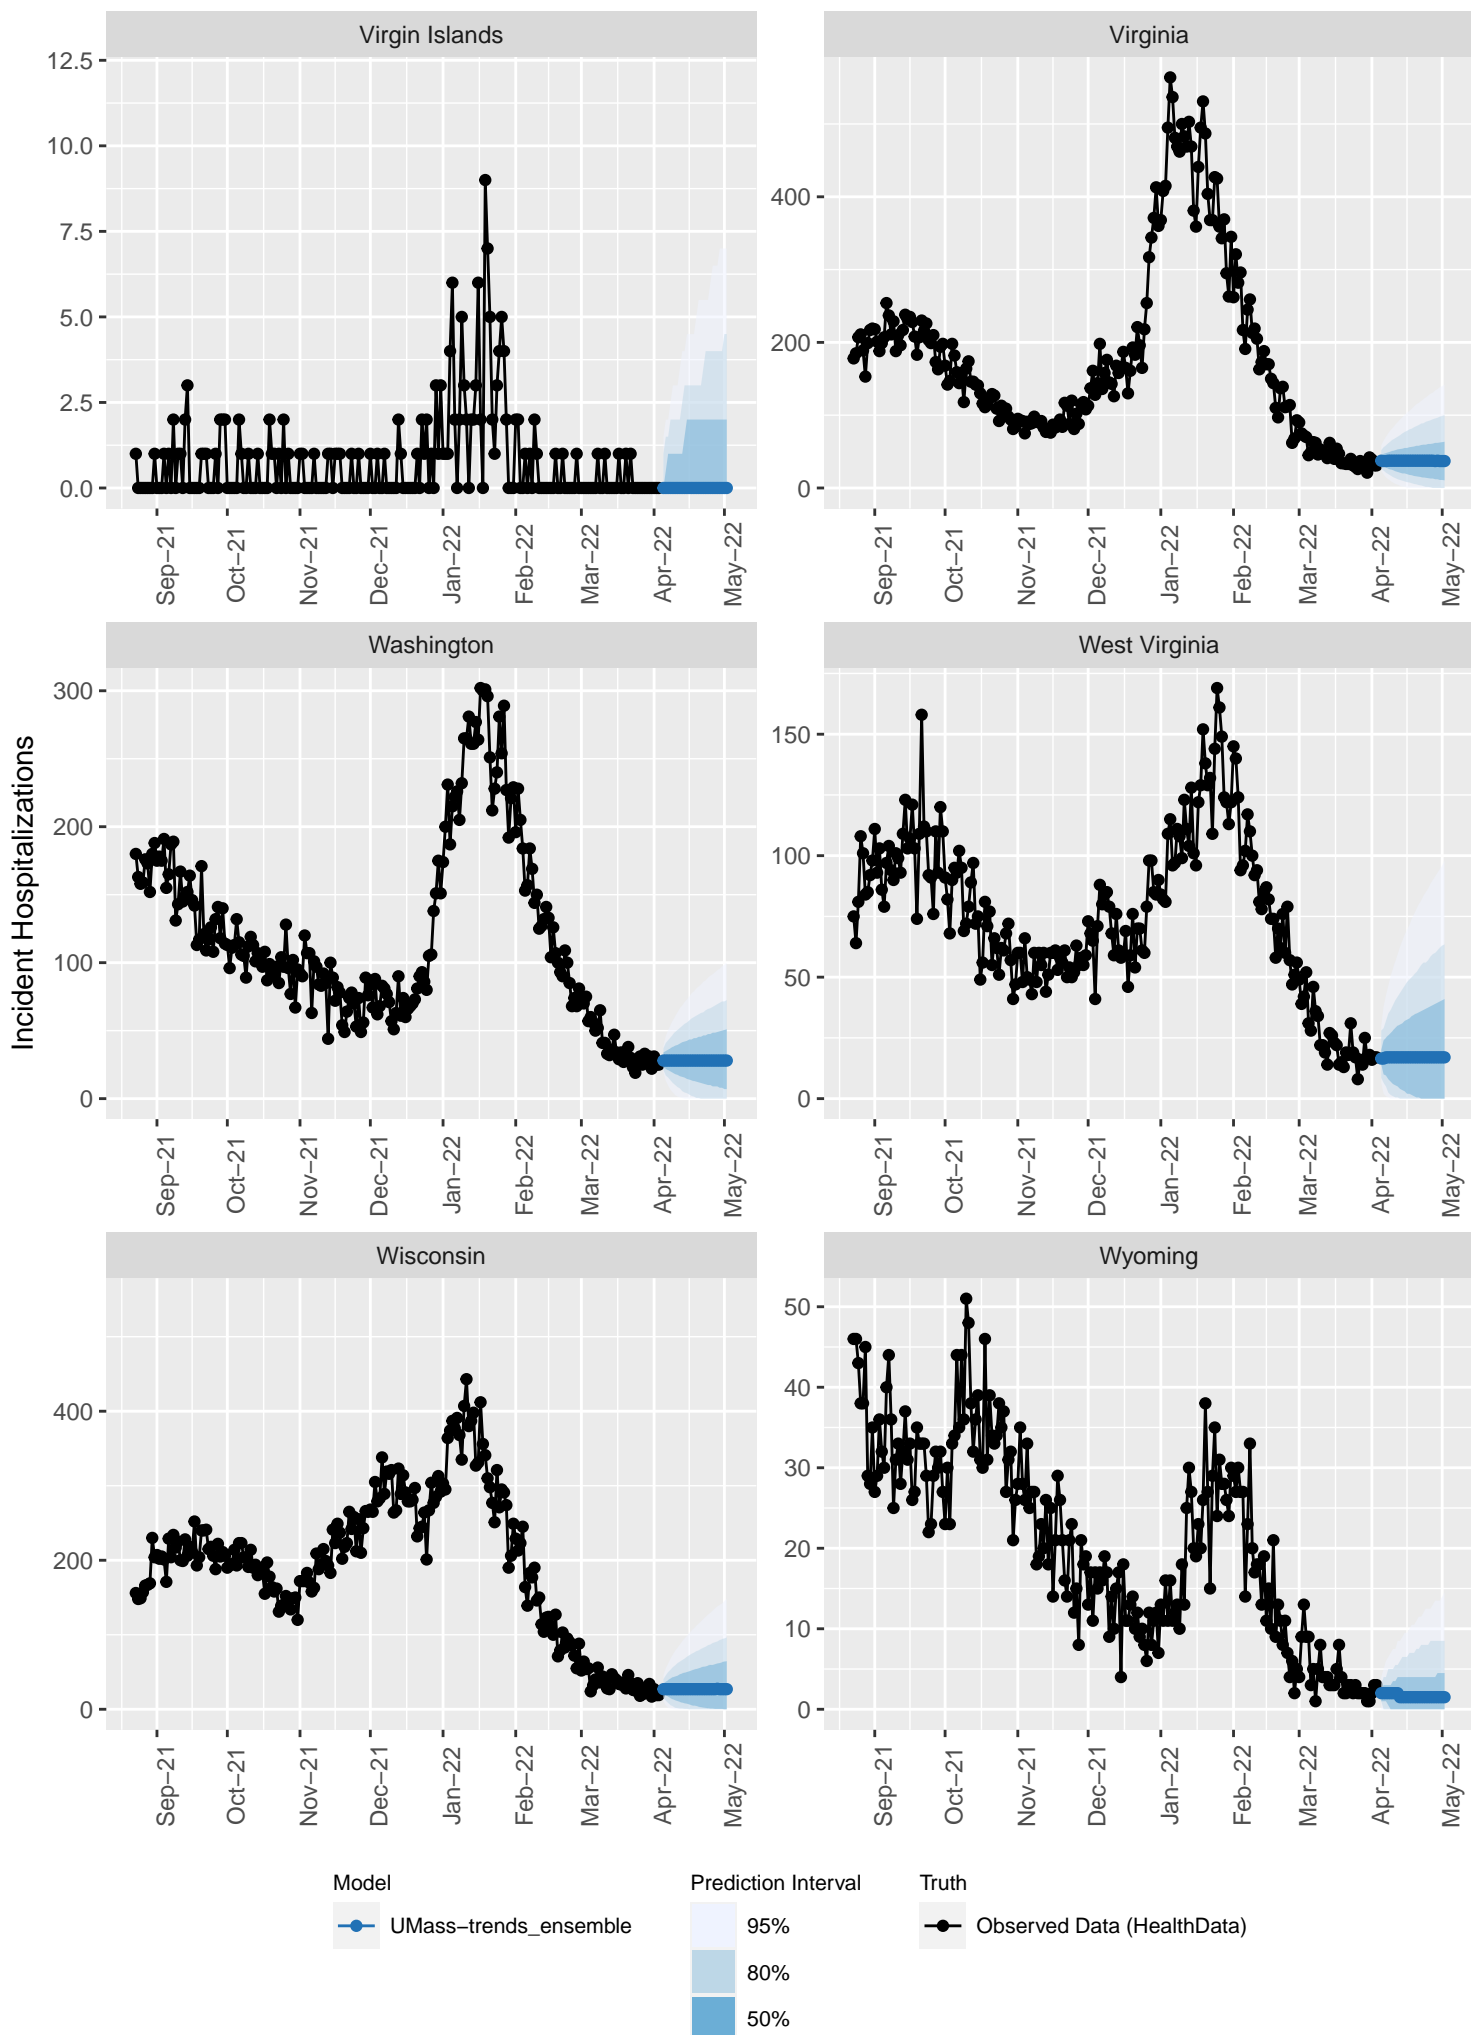 Virgin Islands
Virginia
12.5
10.0
7.5
5.0
2.5
0.0
400
200
0
Sep−21
Oct−21
Nov−21
Dec−21
Jan−22
Feb−22
Mar−22
Apr−22
May−22
Sep−21
Oct−21
Nov−21
Dec−21
Jan−22
Feb−22
Mar−22
Apr−22
May−22
Incident Hospitalizations
Washington
West Virginia
300
200
100
0
150
100
50
0
Sep−21
Oct−21
Nov−21
Dec−21
Jan−22
Feb−22
Mar−22
Apr−22
May−22
Sep−21
Oct−21
Nov−21
Dec−21
Jan−22
Feb−22
Mar−22
Apr−22
May−22
Wisconsin
Wyoming
400
200
0
50
40
30
20
10
0
Sep−21
Oct−21
Nov−21
Dec−21
Jan−22
Feb−22
Mar−22
Apr−22
May−22
Sep−21
Oct−21
Nov−21
Dec−21
Jan−22
Feb−22
Mar−22
Apr−22
May−22
Model
UMass−trends_ensemble
Prediction Interval
95%
80%
50%
Truth
Observed Data (HealthData)